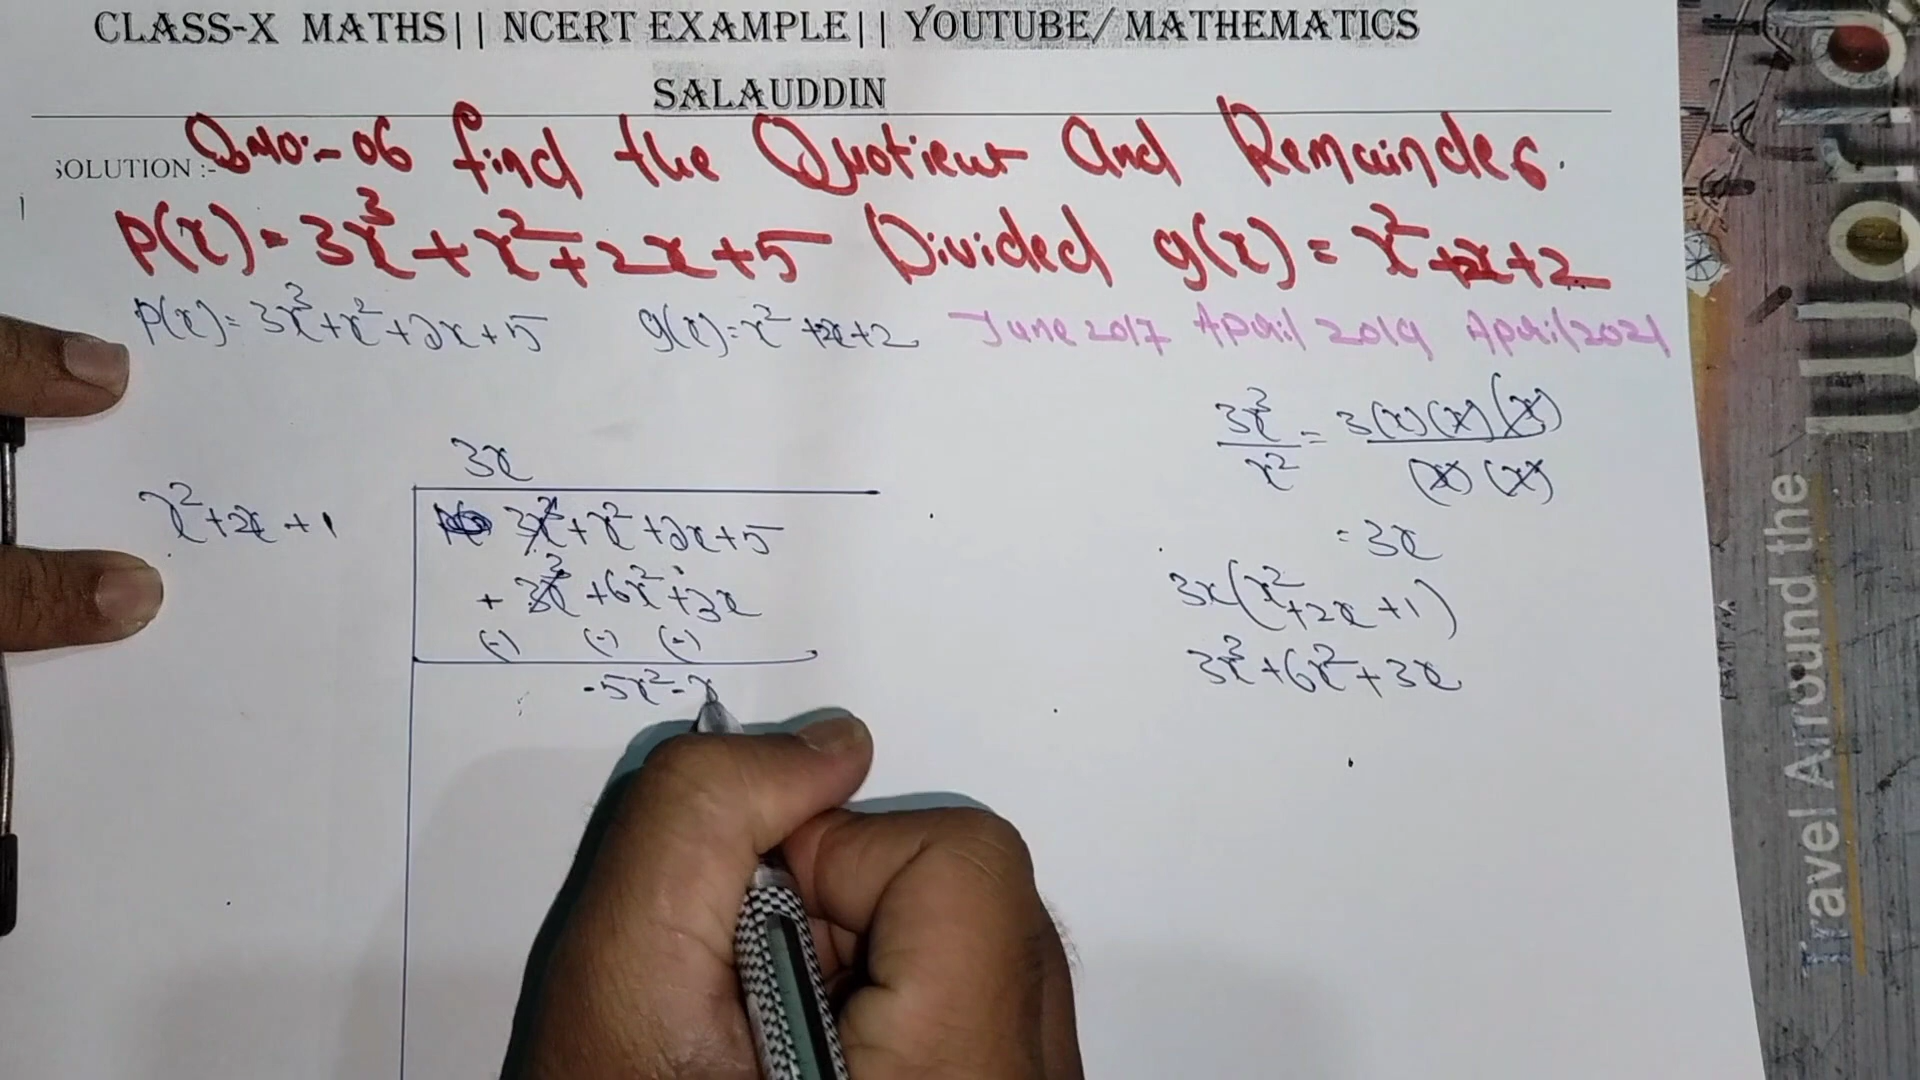 CLASS-X MATHS|| NCERT EXAMPLE|| YOUTUBE/ MATHEMATICS
SALAUDDIN
SOLUTION :-
Q.NO:-06 find the Quotient and Remainder.
P(x) = 3x³ + x² + 2x + 5 Divided g(x) = x² + 2x + 2
P(x) = 3x³ + x² + 2x + 5 g(x) = x² + 2x + 2 June 2017 April 2019 April 2021
3x³/x² = 3(x)(x)(x)/(x)(x)
3x
x² + 2x + 1
3x³ + x² + 2x + 5
= 3x
+ 3x³ + 6x² + 3x
3x(x² + 2x + 1)
(-) (-) (-)
3x³ + 6x² + 3x
-5x² - x
World
Travel Arround the